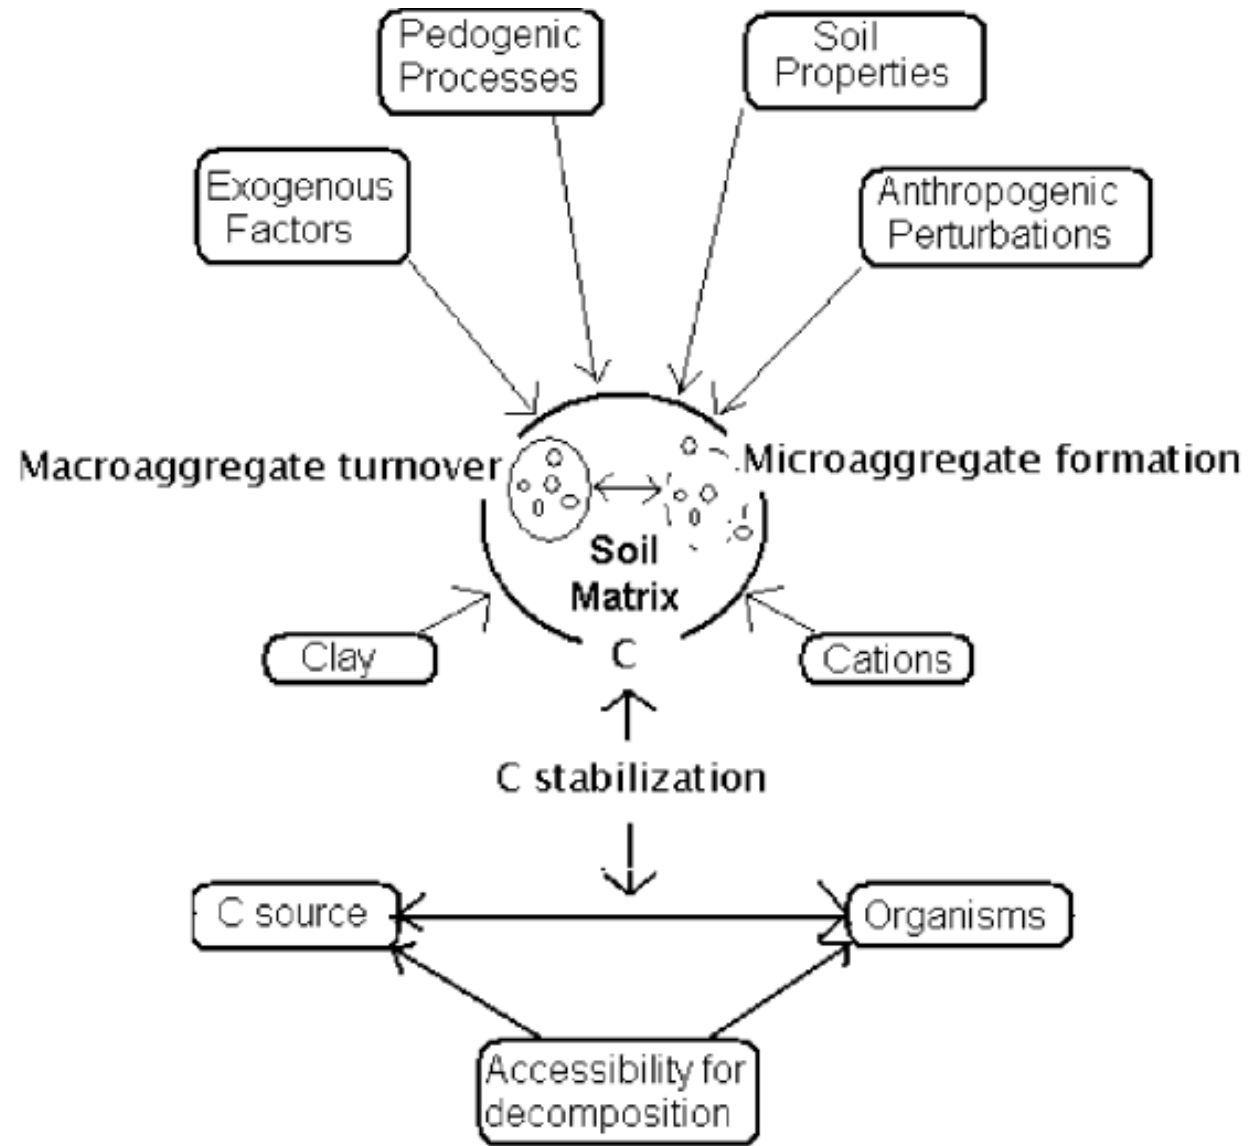 Pedogenic
Processes
Soil
Properties
Exogenous
Factors
Anthropogenic
Perturbations
Macroaggregate turnover
Microaggregate formation
Soil
Matrix
C
Clay
Cations
C stabilization
C source
Organisms
Accessibility for
decomposition